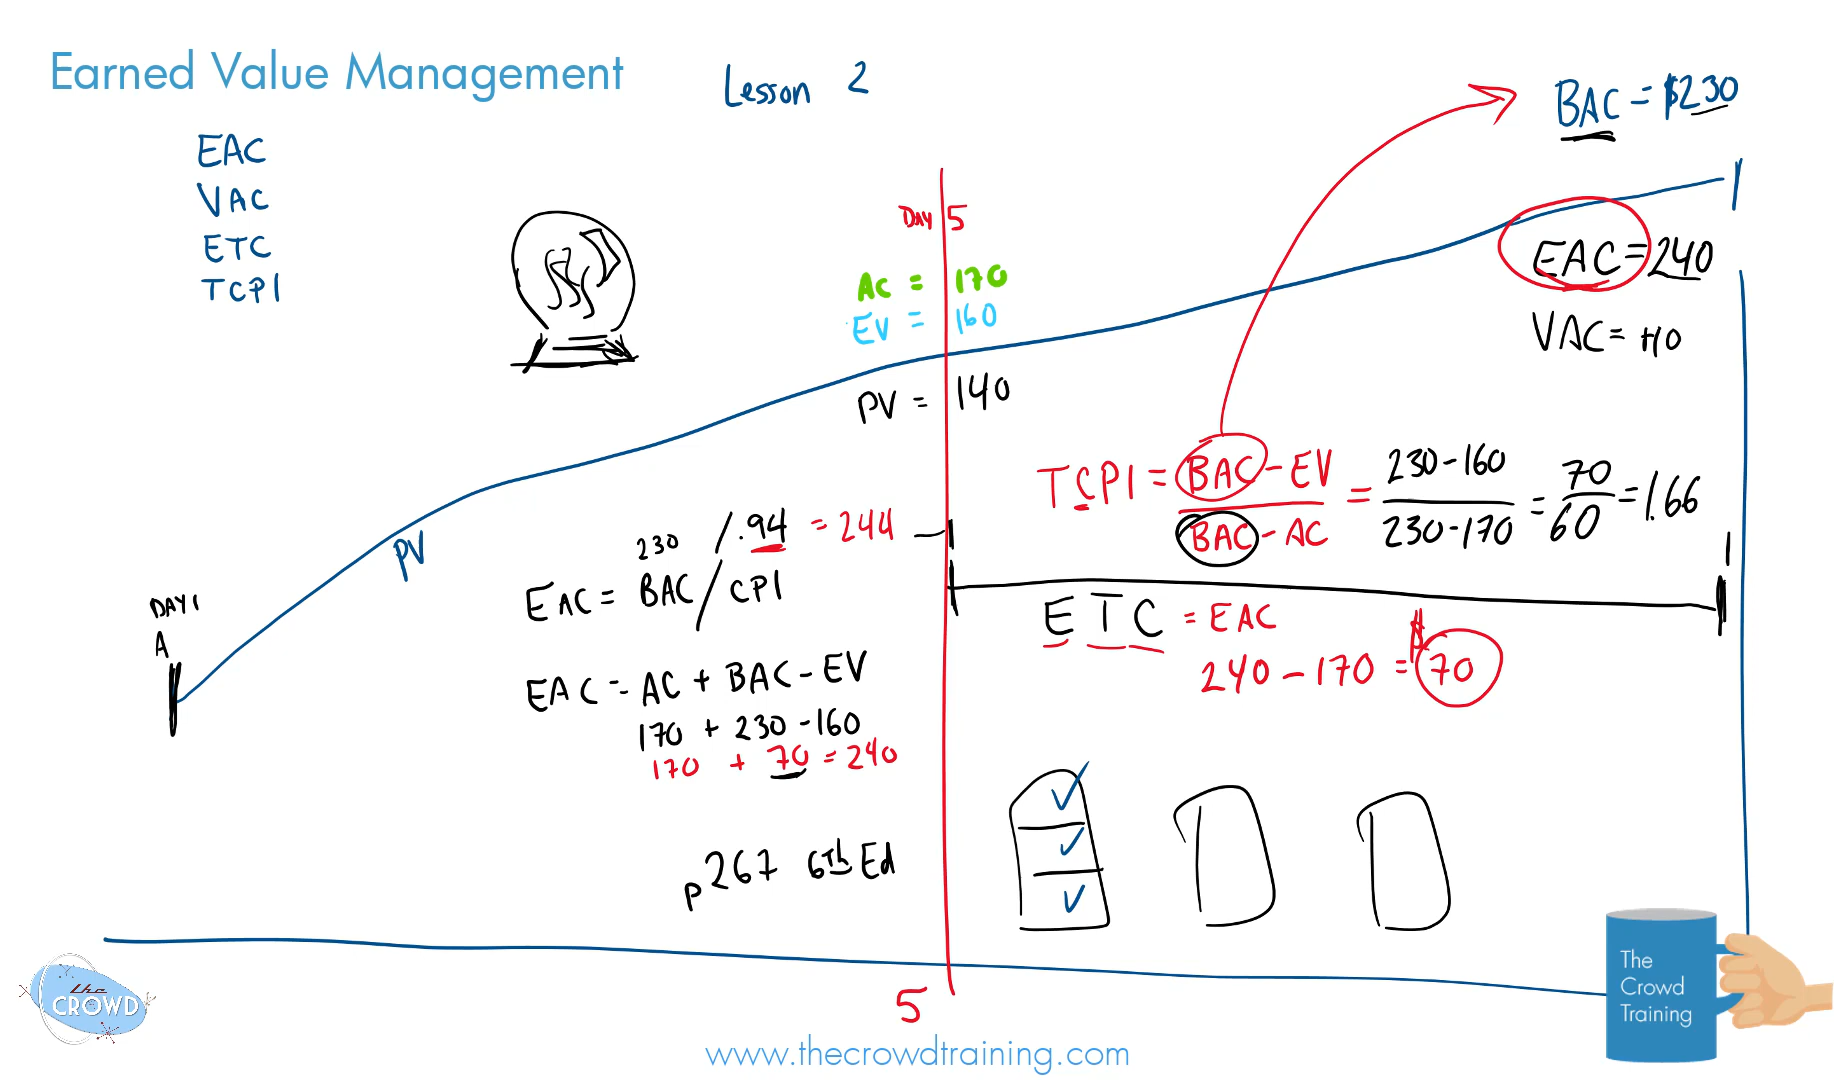 Earned Value Management
Lesson 2
BAC = $230
EAC
VAC
ETC
TCPI
DAY 5
AC = 170
EV = 160
PV = 140
EAC = 240
VAC = +10
TCPI = BAC - EV = 230 - 160 = 70 = 1.66
BAC - AC 230 - 170 60
PV
230 / .94 = 244
EAC = BAC / CPI
DAY 1
A
ETC = EAC
240 - 170 = $70
EAC = AC + BAC - EV
170 + 230 - 160
170 + 70 = 240
p267 6Th Ed
5
the
CROWD
The
Crowd
Training
www.thecrowdtraining.com